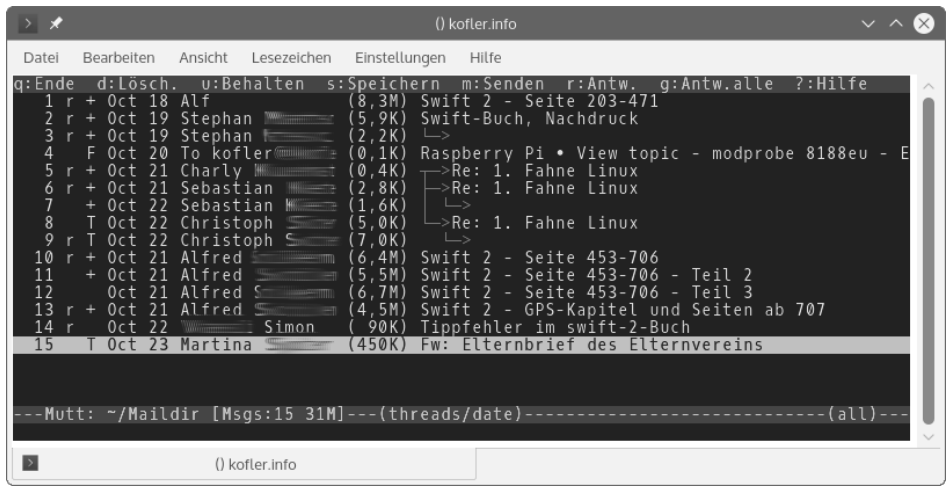 () kofler.info
Datei Bearbeiten Ansicht Lesezeichen Einstellungen Hilfe
q:Ende d:Lösch. u:Behalten s:Speichern m:Senden r:Antw. g:Antw.alle ?:Hilfe
1 r + Oct 18 Alf (8,3M) Swift 2 - Seite 203-471
2 r + Oct 19 Stephan (5,9K) Swift-Buch, Nachdruck
3 r + Oct 19 Stephan (2,2K) └─>
4 F Oct 20 To kofler (0,1K) Raspberry Pi • View topic - modprobe 8188eu - E
5 r + Oct 21 Charly (0,4K) ┬─>Re: 1. Fahne Linux
6 r + Oct 21 Sebastian (2,8K) ├─>Re: 1. Fahne Linux
7 + Oct 22 Sebastian (1,6K) │ └─>
8 T Oct 22 Christoph (5,0K) └─>Re: 1. Fahne Linux
9 r T Oct 22 Christoph (7,0K) └─>
10 r + Oct 21 Alfred (6,4M) Swift 2 - Seite 453-706
11 + Oct 21 Alfred (5,5M) Swift 2 - Seite 453-706 - Teil 2
12 Oct 21 Alfred (6,7M) Swift 2 - Seite 453-706 - Teil 3
13 r + Oct 21 Alfred (4,5M) Swift 2 - GPS-Kapitel und Seiten ab 707
14 r Oct 22 Simon ( 90K) Tippfehler im swift-2-Buch
15 T Oct 23 Martina (450K) Fw: Elternbrief des Elternvereins
---Mutt: ~/Maildir [Msgs:15 31M]---(threads/date)-----------------------------(all)---
() kofler.info